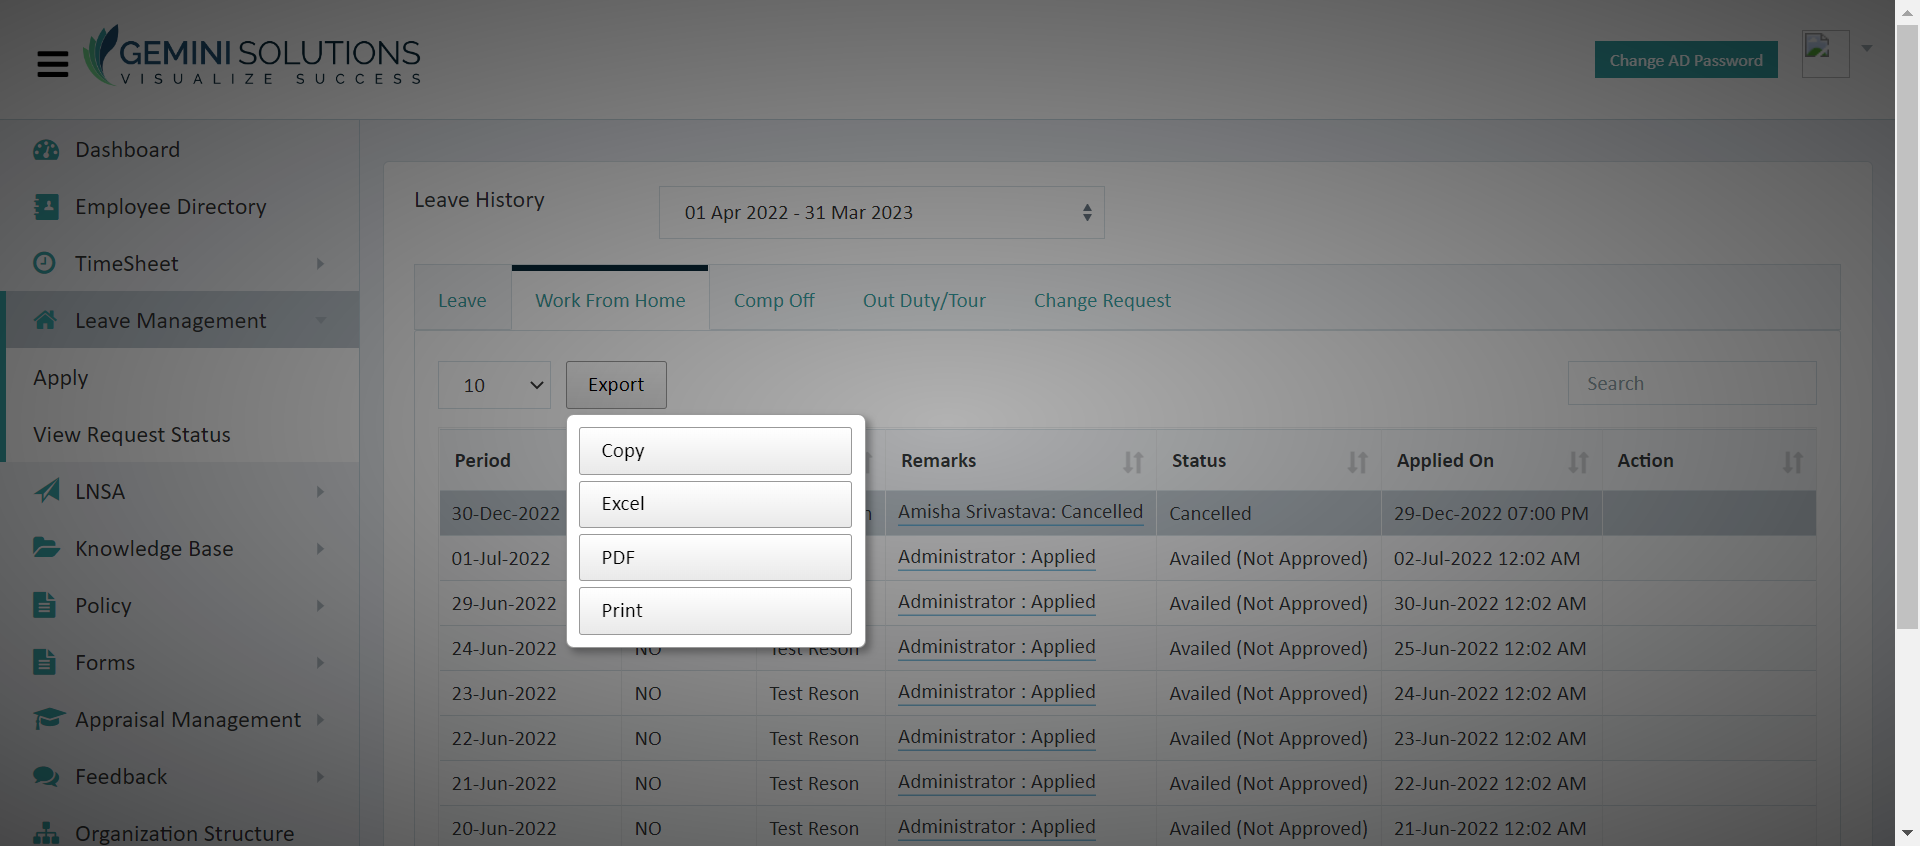 GEMINI SOLUTIONS
VISUALIZE SUCCESS
Change AD Password
Dashboard
Employee Directory
TimeSheet
Leave Management
Apply
View Request Status
LNSA
Knowledge Base
Policy
Forms
Appraisal Management
Feedback
Organization Structure
Leave History
01 Apr 2022 - 31 Mar 2023
Leave Work From Home Comp Off Out Duty/Tour Change Request
10 Export Search
Copy
Excel
PDF
Print
Period Remarks Status Applied On Action
30-Dec-2022 Amisha Srivastava: Cancelled Cancelled 29-Dec-2022 07:00 PM
01-Jul-2022 Administrator : Applied Availed (Not Approved) 02-Jul-2022 12:02 AM
29-Jun-2022 Administrator : Applied Availed (Not Approved) 30-Jun-2022 12:02 AM
24-Jun-2022 NO Test Reson Administrator : Applied Availed (Not Approved) 25-Jun-2022 12:02 AM
23-Jun-2022 NO Test Reson Administrator : Applied Availed (Not Approved) 24-Jun-2022 12:02 AM
22-Jun-2022 NO Test Reson Administrator : Applied Availed (Not Approved) 23-Jun-2022 12:02 AM
21-Jun-2022 NO Test Reson Administrator : Applied Availed (Not Approved) 22-Jun-2022 12:02 AM
20-Jun-2022 NO Test Reson Administrator : Applied Availed (Not Approved) 21-Jun-2022 12:02 AM